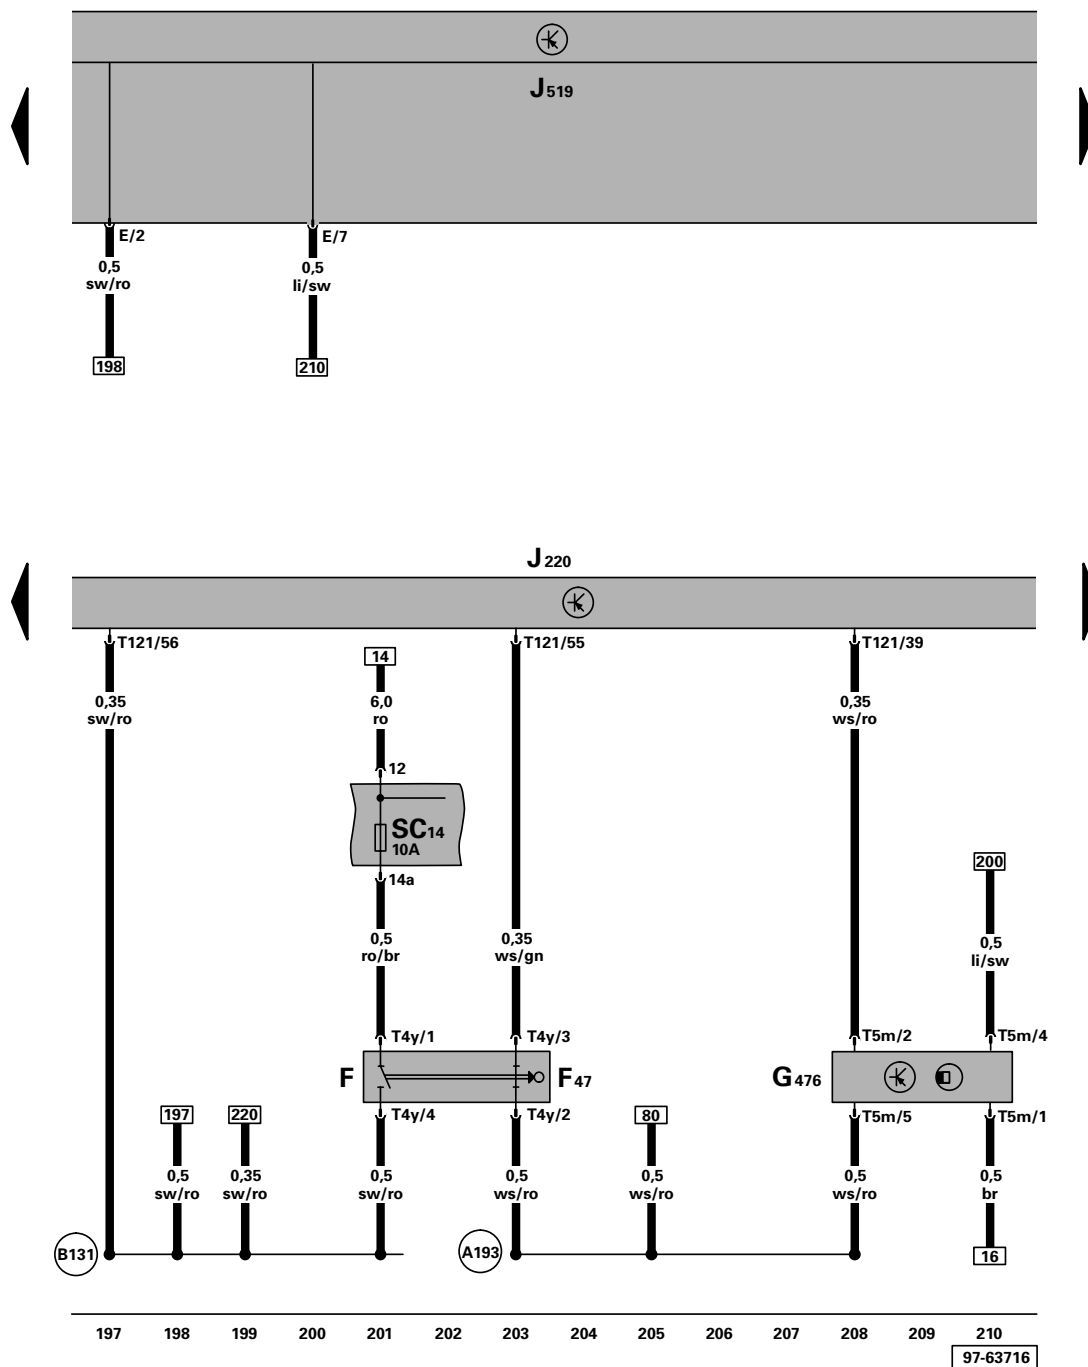 J519
E/2
E/7
0,5
sw/ro
0,5
li/sw
198
210
J220
T121/56
T121/55
T121/39
14
0,35
sw/ro
6,0
ro
0,35
ws/ro
12
SC14
10A
14a
200
0,5
ro/br
0,35
ws/gn
0,5
li/sw
T4y/1
T4y/3
T5m/2
T5m/4
F
F47
G476
197
220
T4y/4
T4y/2
80
T5m/5
T5m/1
0,5
sw/ro
0,35
sw/ro
0,5
sw/ro
0,5
ws/ro
0,5
ws/ro
0,5
ws/ro
0,5
br
B131
A193
16
197 198 199 200 201 202 203 204 205 206 207 208 209 210
97-63716